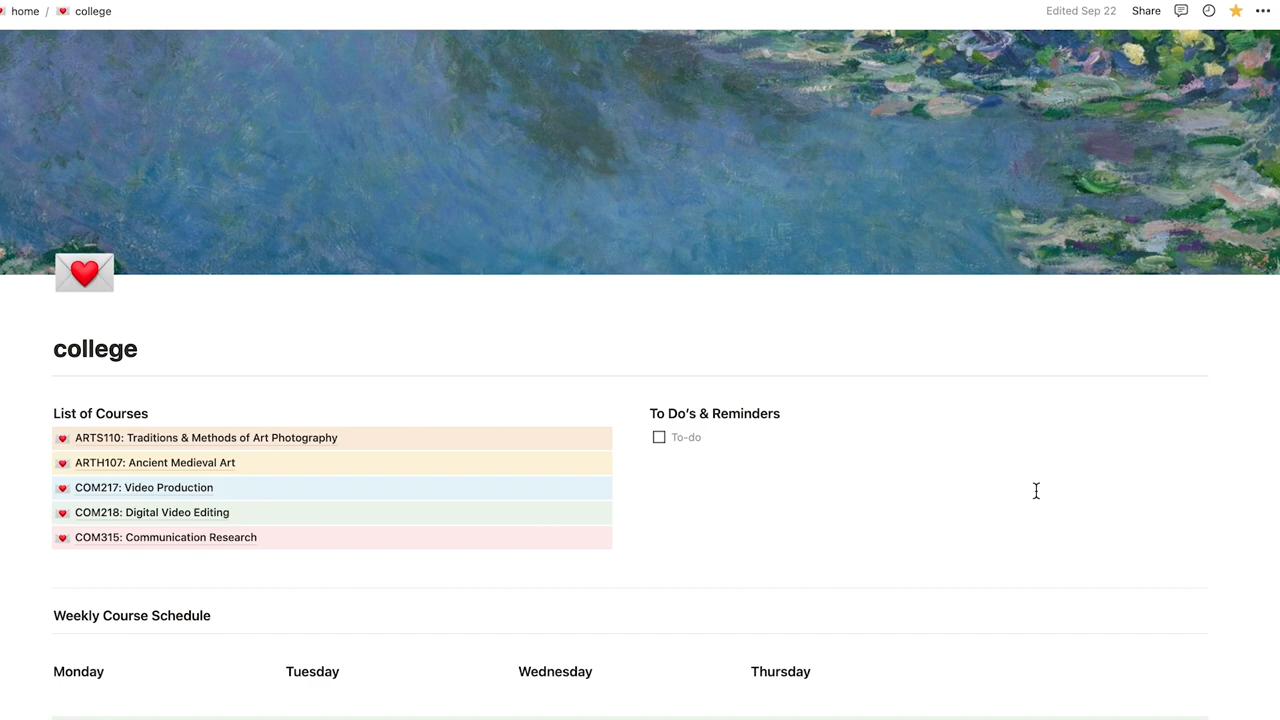 home / college
Edited Sep 22 Share
college
List of Courses
ARTS110: Traditions & Methods of Art Photography
ARTH107: Ancient Medieval Art
COM217: Video Production
COM218: Digital Video Editing
COM315: Communication Research
To Do's & Reminders
To-do
Weekly Course Schedule
Monday Tuesday Wednesday Thursday